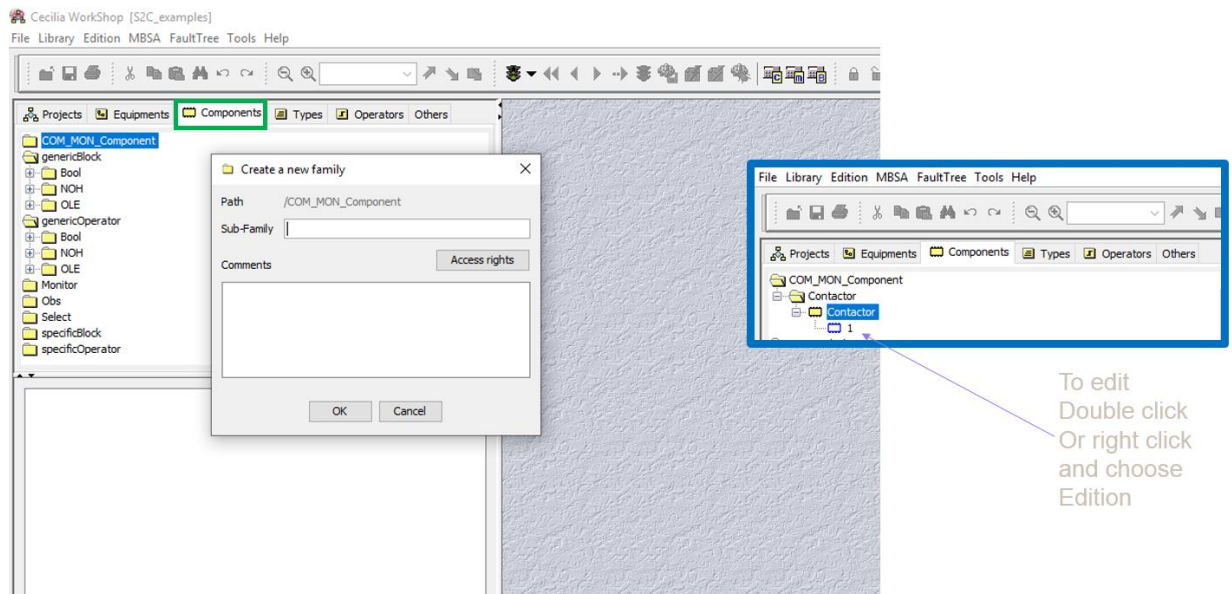 Cecilia WorkShop [S2C_examples]
File Library Edition MBSA FaultTree Tools Help
Projects Equipments Components Types Operators Others
COM_MON_Component
genericBlock
Bool
NOH
OLE
genericOperator
Bool
NOH
OLE
Monitor
Obs
Select
specificBlock
specificOperator
Create a new family
Path /COM_MON_Component
Sub-Family
Comments Access rights
OK Cancel
File Library Edition MBSA FaultTree Tools Help
Projects Equipments Components Types Operators Others
COM_MON_Component
Contactor
Contactor
1
To edit
Double click
Or right click
and choose
Edition